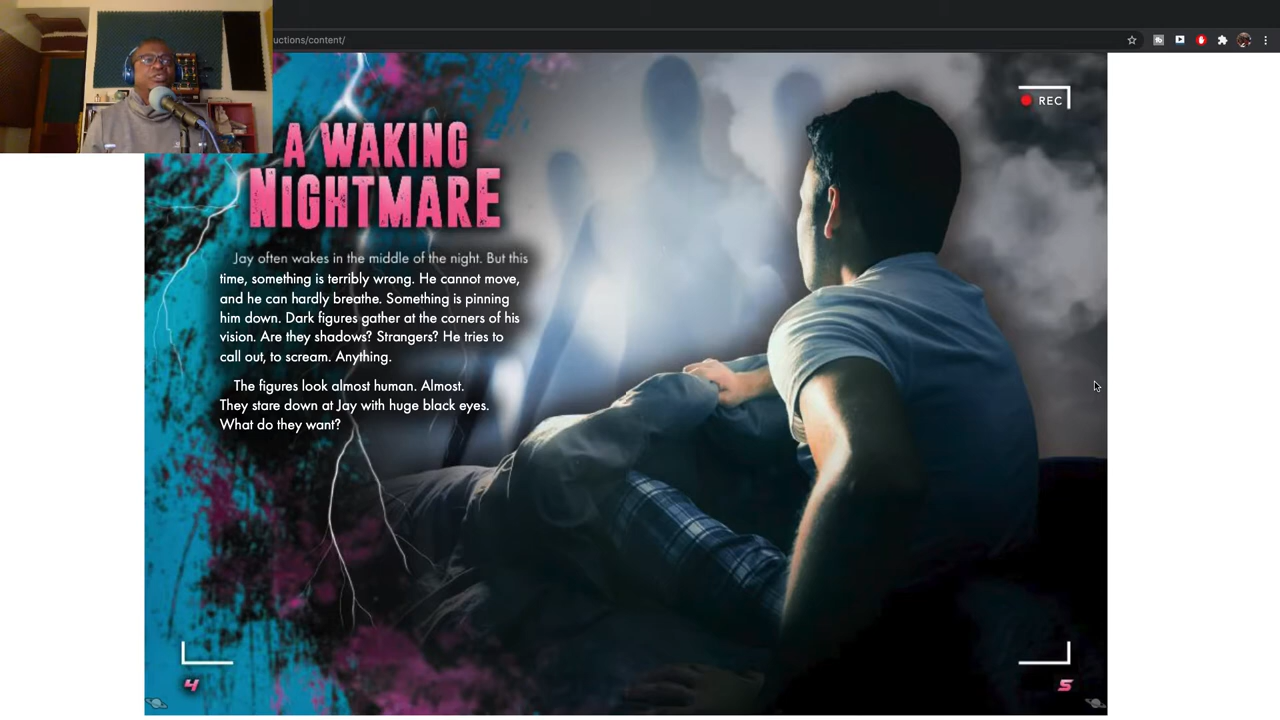 uctions/content/
REC
A WAKING
NIGHTMARE
Jay often wakes in the middle of the night. But this
time, something is terribly wrong. He cannot move,
and he can hardly breathe. Something is pinning
him down. Dark figures gather at the corners of his
vision. Are they shadows? Strangers? He tries to
call out, to scream. Anything.
The figures look almost human. Almost.
They stare down at Jay with huge black eyes.
What do they want?
4
5